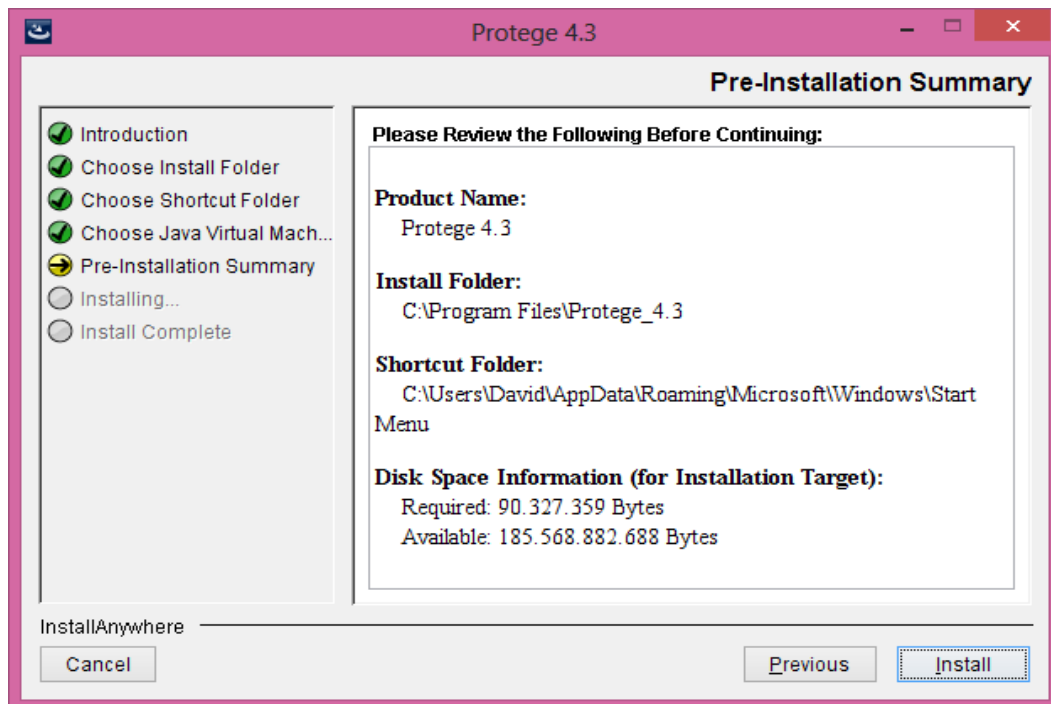 Protege 4.3
Pre-Installation Summary
Introduction
Choose Install Folder
Choose Shortcut Folder
Choose Java Virtual Mach...
Pre-Installation Summary
Installing...
Install Complete
Please Review the Following Before Continuing:
Product Name:
Protege 4.3
Install Folder:
C:\Program Files\Protege_4.3
Shortcut Folder:
C:\Users\David\AppData\Roaming\Microsoft\Windows\Start
Menu
Disk Space Information (for Installation Target):
Required: 90.327.359 Bytes
Available: 185.568.882.688 Bytes
InstallAnywhere
Cancel
Previous
Install